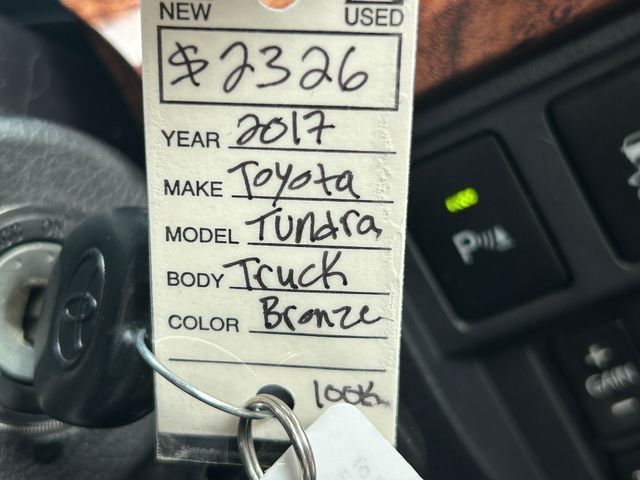 NEW USED
$2326
YEAR 2017
MAKE Toyota
MODEL Tundra
BODY Truck
COLOR Bronze
100K
P
+
GAIN
-